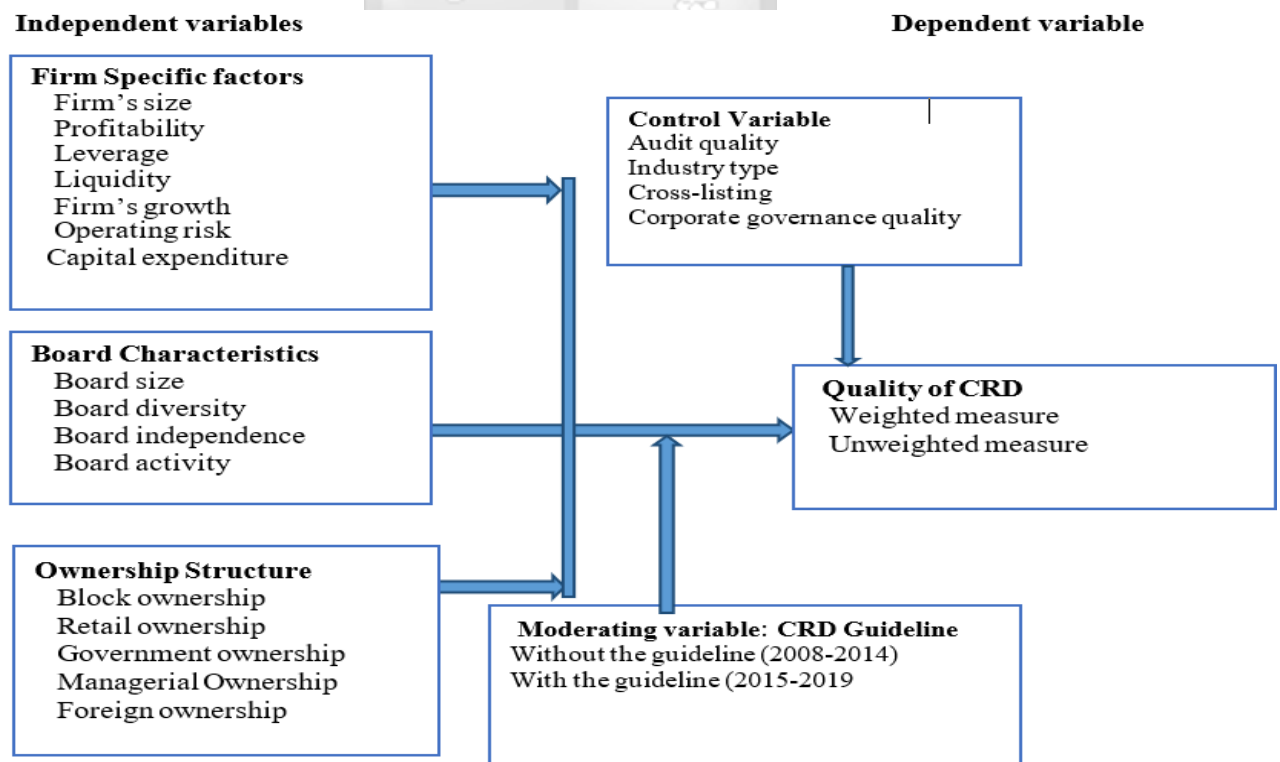 Independent variables
Dependent variable
Firm Specific factors
Firm's size
Profitability
Leverage
Liquidity
Firm's growth
Operating risk
Capital expenditure
Control Variable
Audit quality
Industry type
Cross-listing
Corporate governance quality
Board Characteristics
Board size
Board diversity
Board independence
Board activity
Quality of CRD
Weighted measure
Unweighted measure
Ownership Structure
Block ownership
Retail ownership
Government ownership
Managerial Ownership
Foreign ownership
Moderating variable: CRD Guideline
Without the guideline (2008-2014)
With the guideline (2015-2019